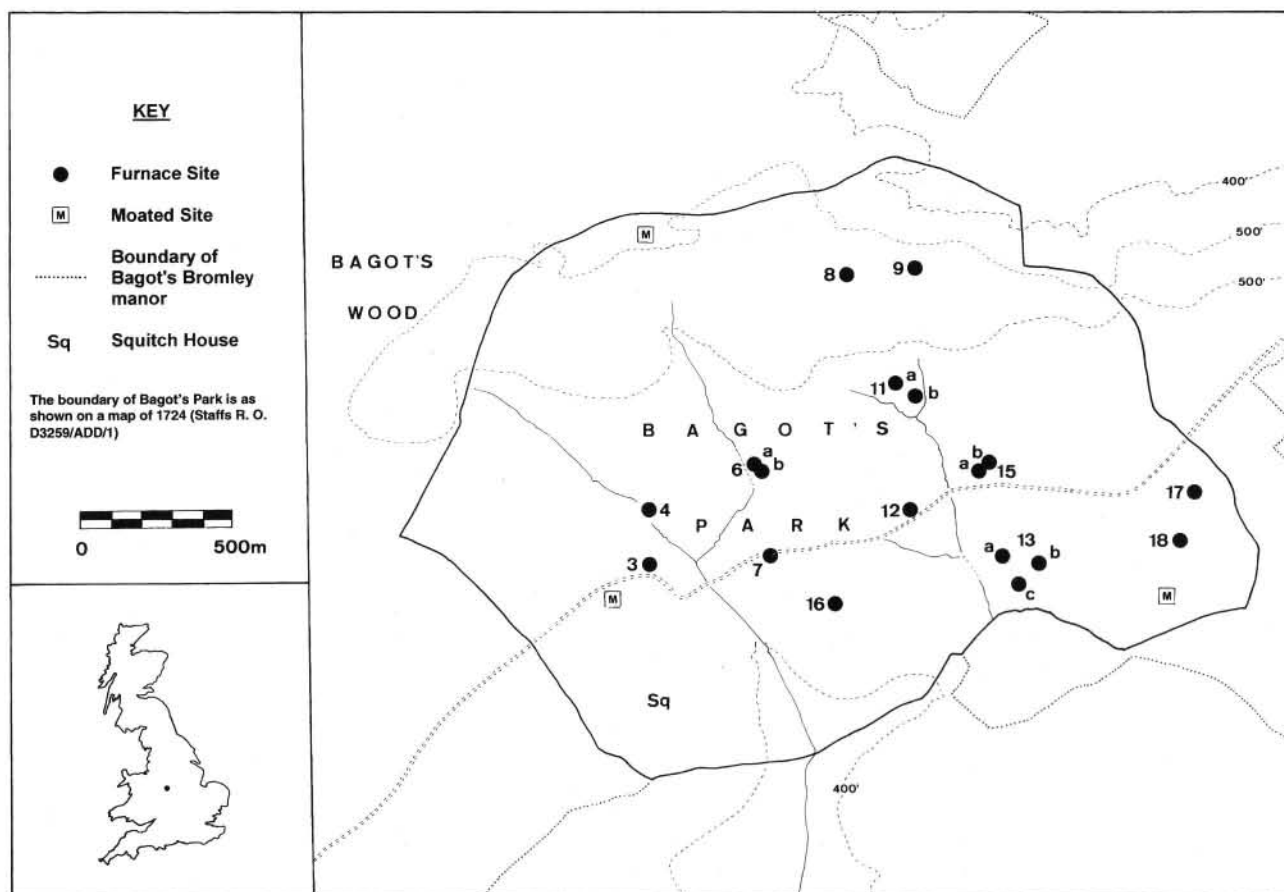 KEY
Furnace Site
M Moated Site
Boundary of
Bagot's Bromley
manor
Sq Squitch House
The boundary of Bagot's Park is as
shown on a map of 1724 (Staffs R. O.
D3259/ADD/1)
0 500m
400'
500'
500'
M
BAGOT'S
WOOD
8 9
11 a
b
BAGOT'S
6 a
b
b
a 15
17
4
PARK
12
18
3
7
a 13 b
c
M
16
M
Sq
400'